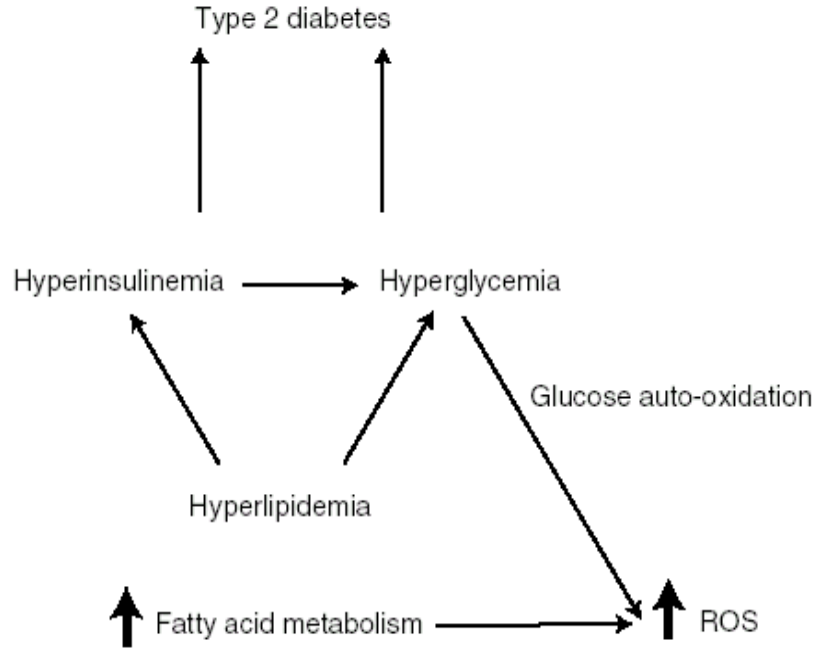 Type 2 diabetes
Hyperinsulinemia
Hyperglycemia
Glucose auto-oxidation
Hyperlipidemia
Fatty acid metabolism
ROS